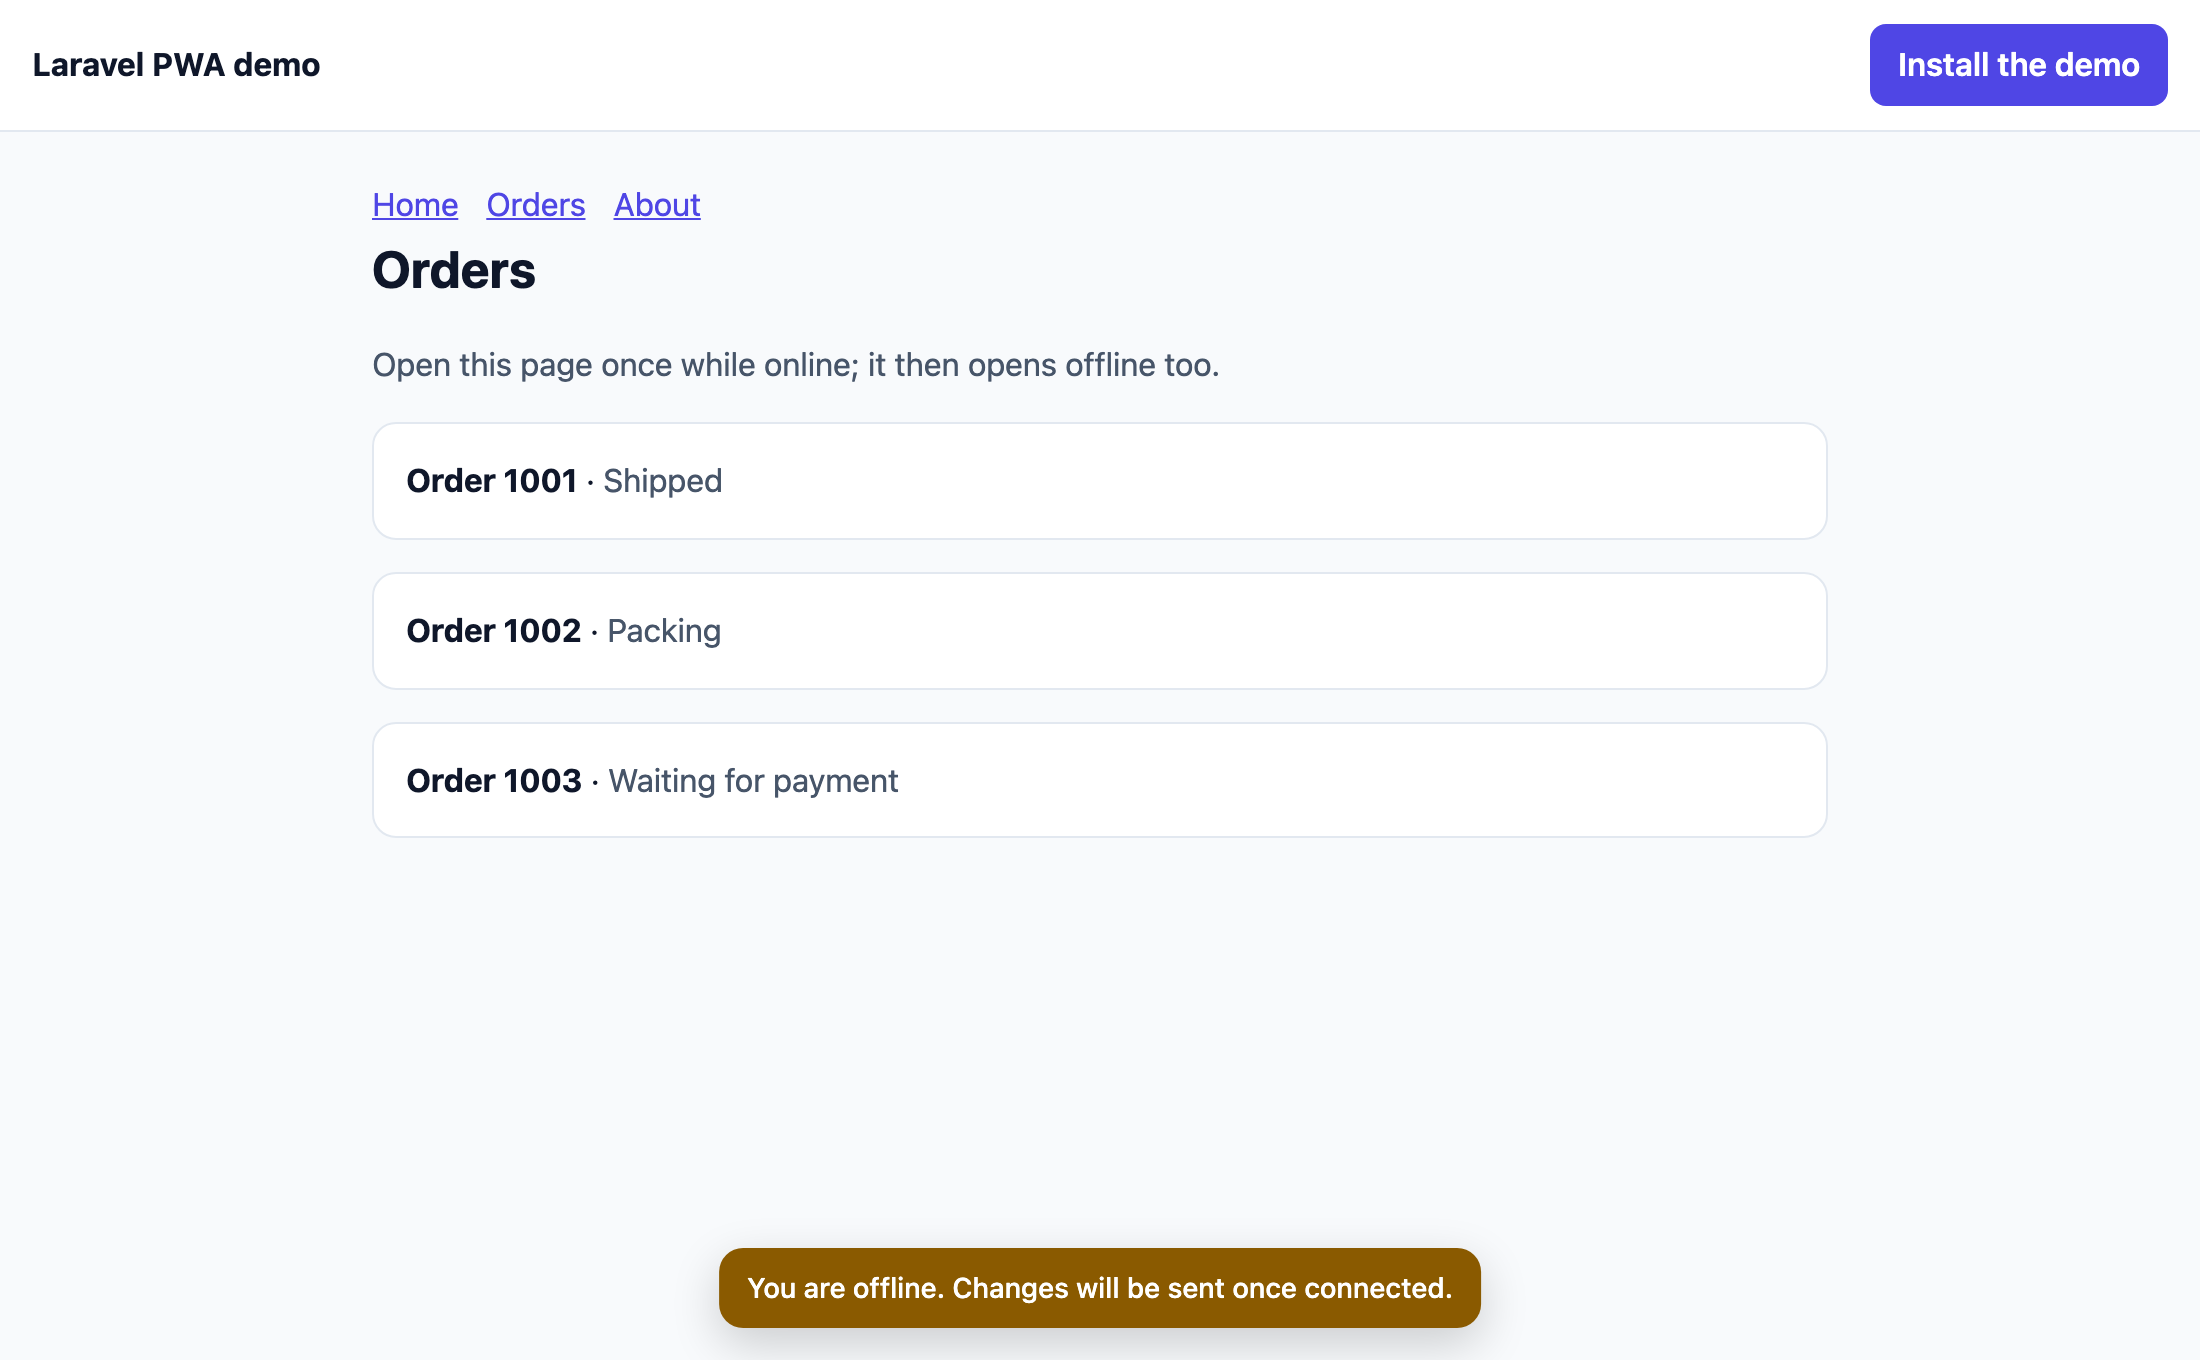 Laravel PWA demo
Install the demo
Home Orders About
Orders
Open this page once while online; it then opens offline too.
Order 1001 · Shipped
Order 1002 · Packing
Order 1003 · Waiting for payment
You are offline. Changes will be sent once connected.